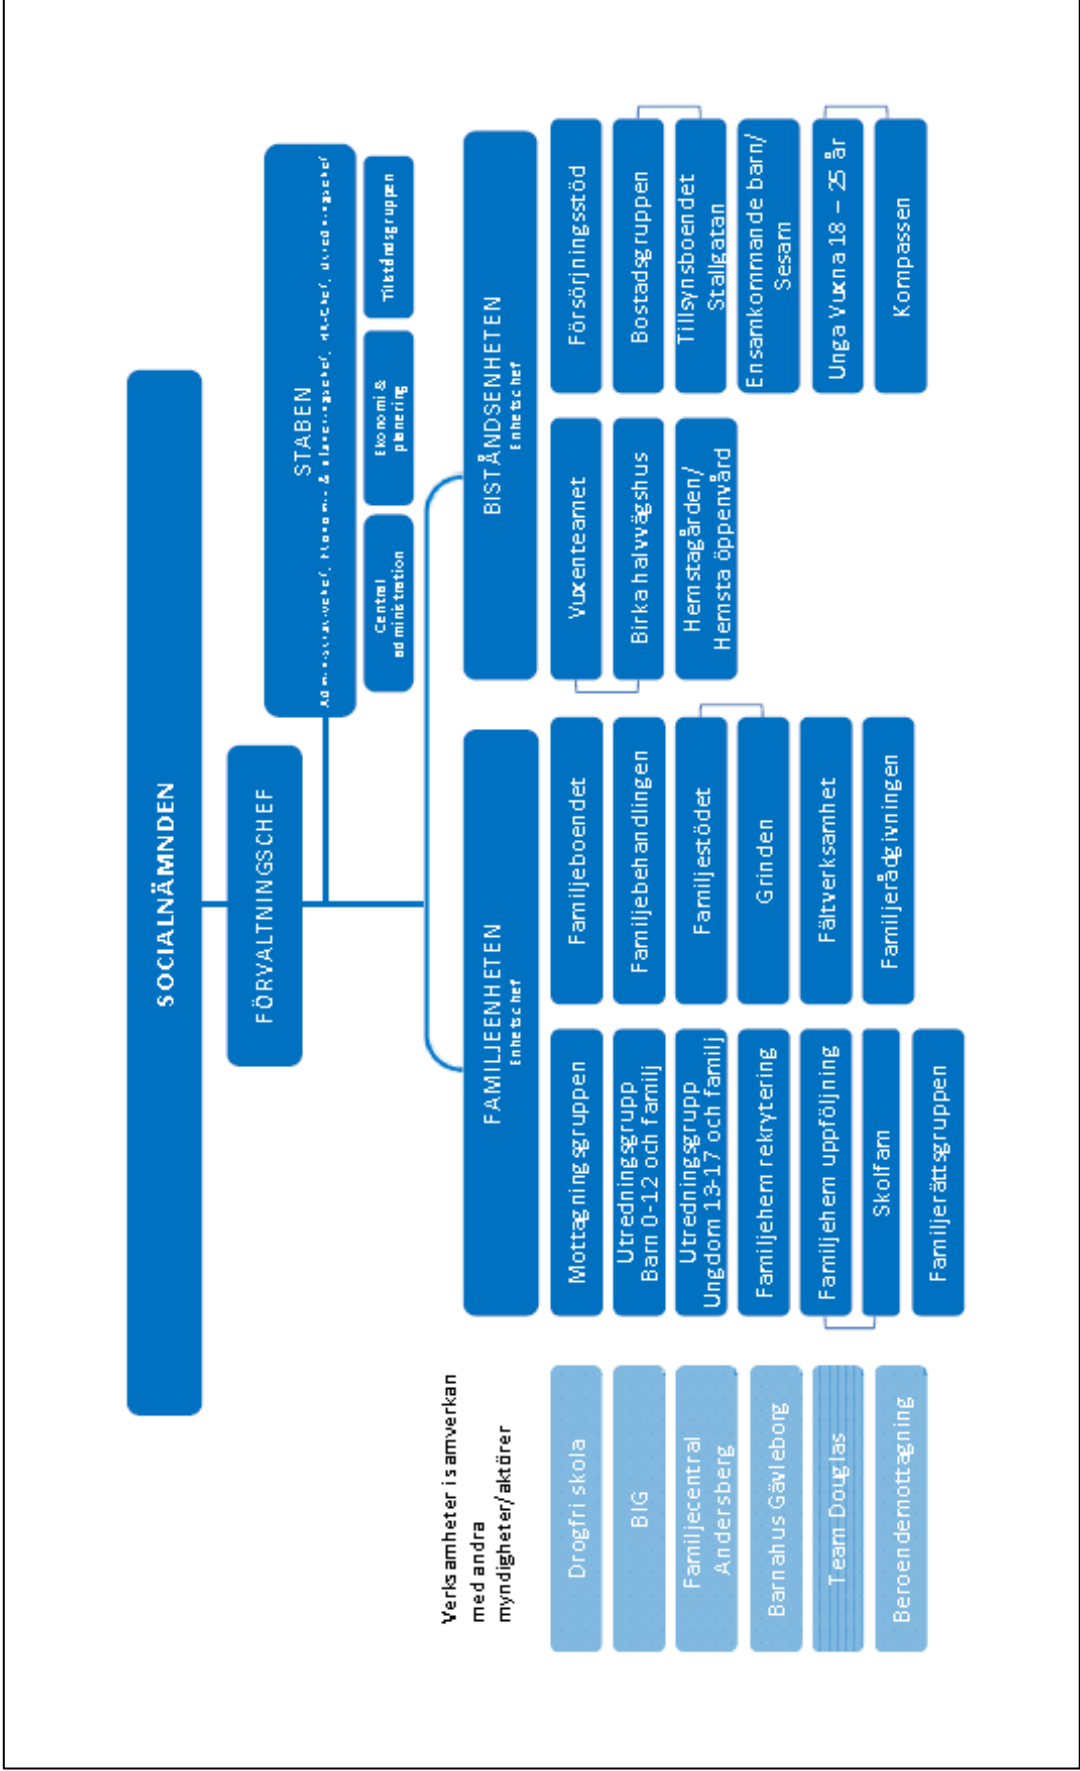 SOCIALNÄMNDEN
FÖRVALTNINGSCHEF
STABEN
Central
administration
Ekonomi &
planering
Tillståndsgruppen
Verksamheter i samverkan
med andra
myndigheter/aktörer
Drogfri skola
BIG
Familjecentral
Andersberg
Barnahus Gävleborg
Team Douglas
Beroendemottagning
FAMILJEENHETEN
Enhetschef
Mottagningsgruppen
Utredningsgrupp
Barn 0-12 och familj
Utredningsgrupp
Ungdom 13-17 och familj
Familjehem rekrytering
Familjehem uppföljning
Skolfam
Familjerättsgruppen
Familjeboendet
Familjebehandlingen
Familjestödet
Grinden
Fältverksamhet
Familjerådgivningen
BISTÅNDSENHETEN
Enhetschef
Vuxenteamet
Birka halvvägshus
Hemstagården/
Hemsta öppenvård
Försörjningsstöd
Bostadsgruppen
Tillsynsboendet
Stallgatan
Ensamkommande barn/
Sesam
Unga Vuxna 18 – 25 år
Kompassen